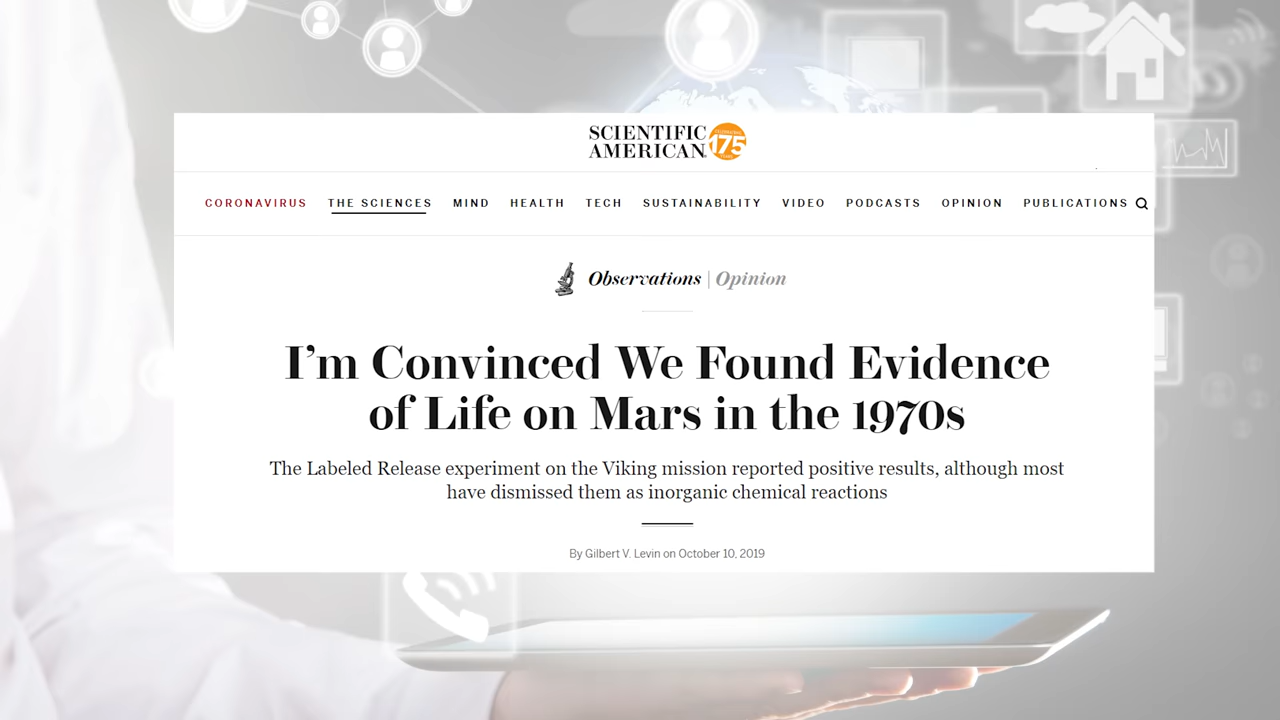 SCIENTIFIC
AMERICAN
175
CORONAVIRUS THE SCIENCES MIND HEALTH TECH SUSTAINABILITY VIDEO PODCASTS OPINION PUBLICATIONS
Observations | Opinion
I'm Convinced We Found Evidence
of Life on Mars in the 1970s
The Labeled Release experiment on the Viking mission reported positive results, although most
have dismissed them as inorganic chemical reactions
By Gilbert V. Levin on October 10, 2019